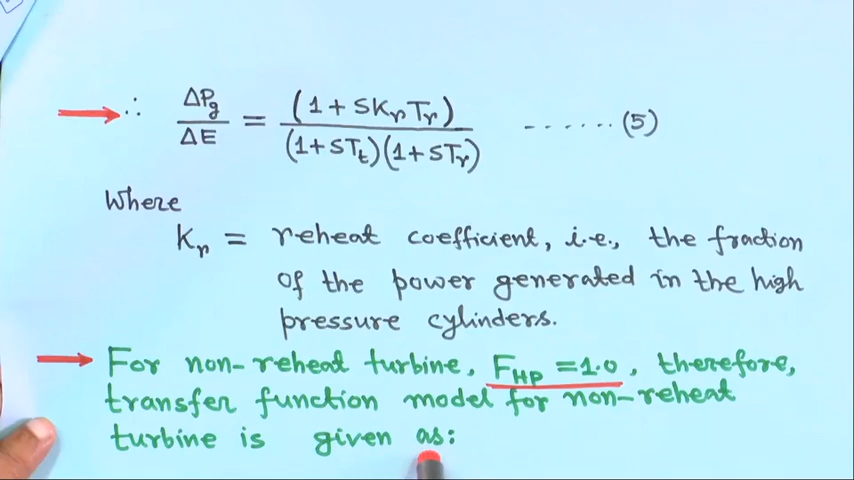 ∴ ΔPg/ΔE = (1 + SKrTr)/((1+STt)(1+STr)) ....... (5)
Where
Kr = reheat coefficient, i.e., the fraction
of the power generated in the high
pressure cylinders.
For non-reheat turbine, FHP = 1.0, therefore,
transfer function model for non-reheat
turbine is given as: